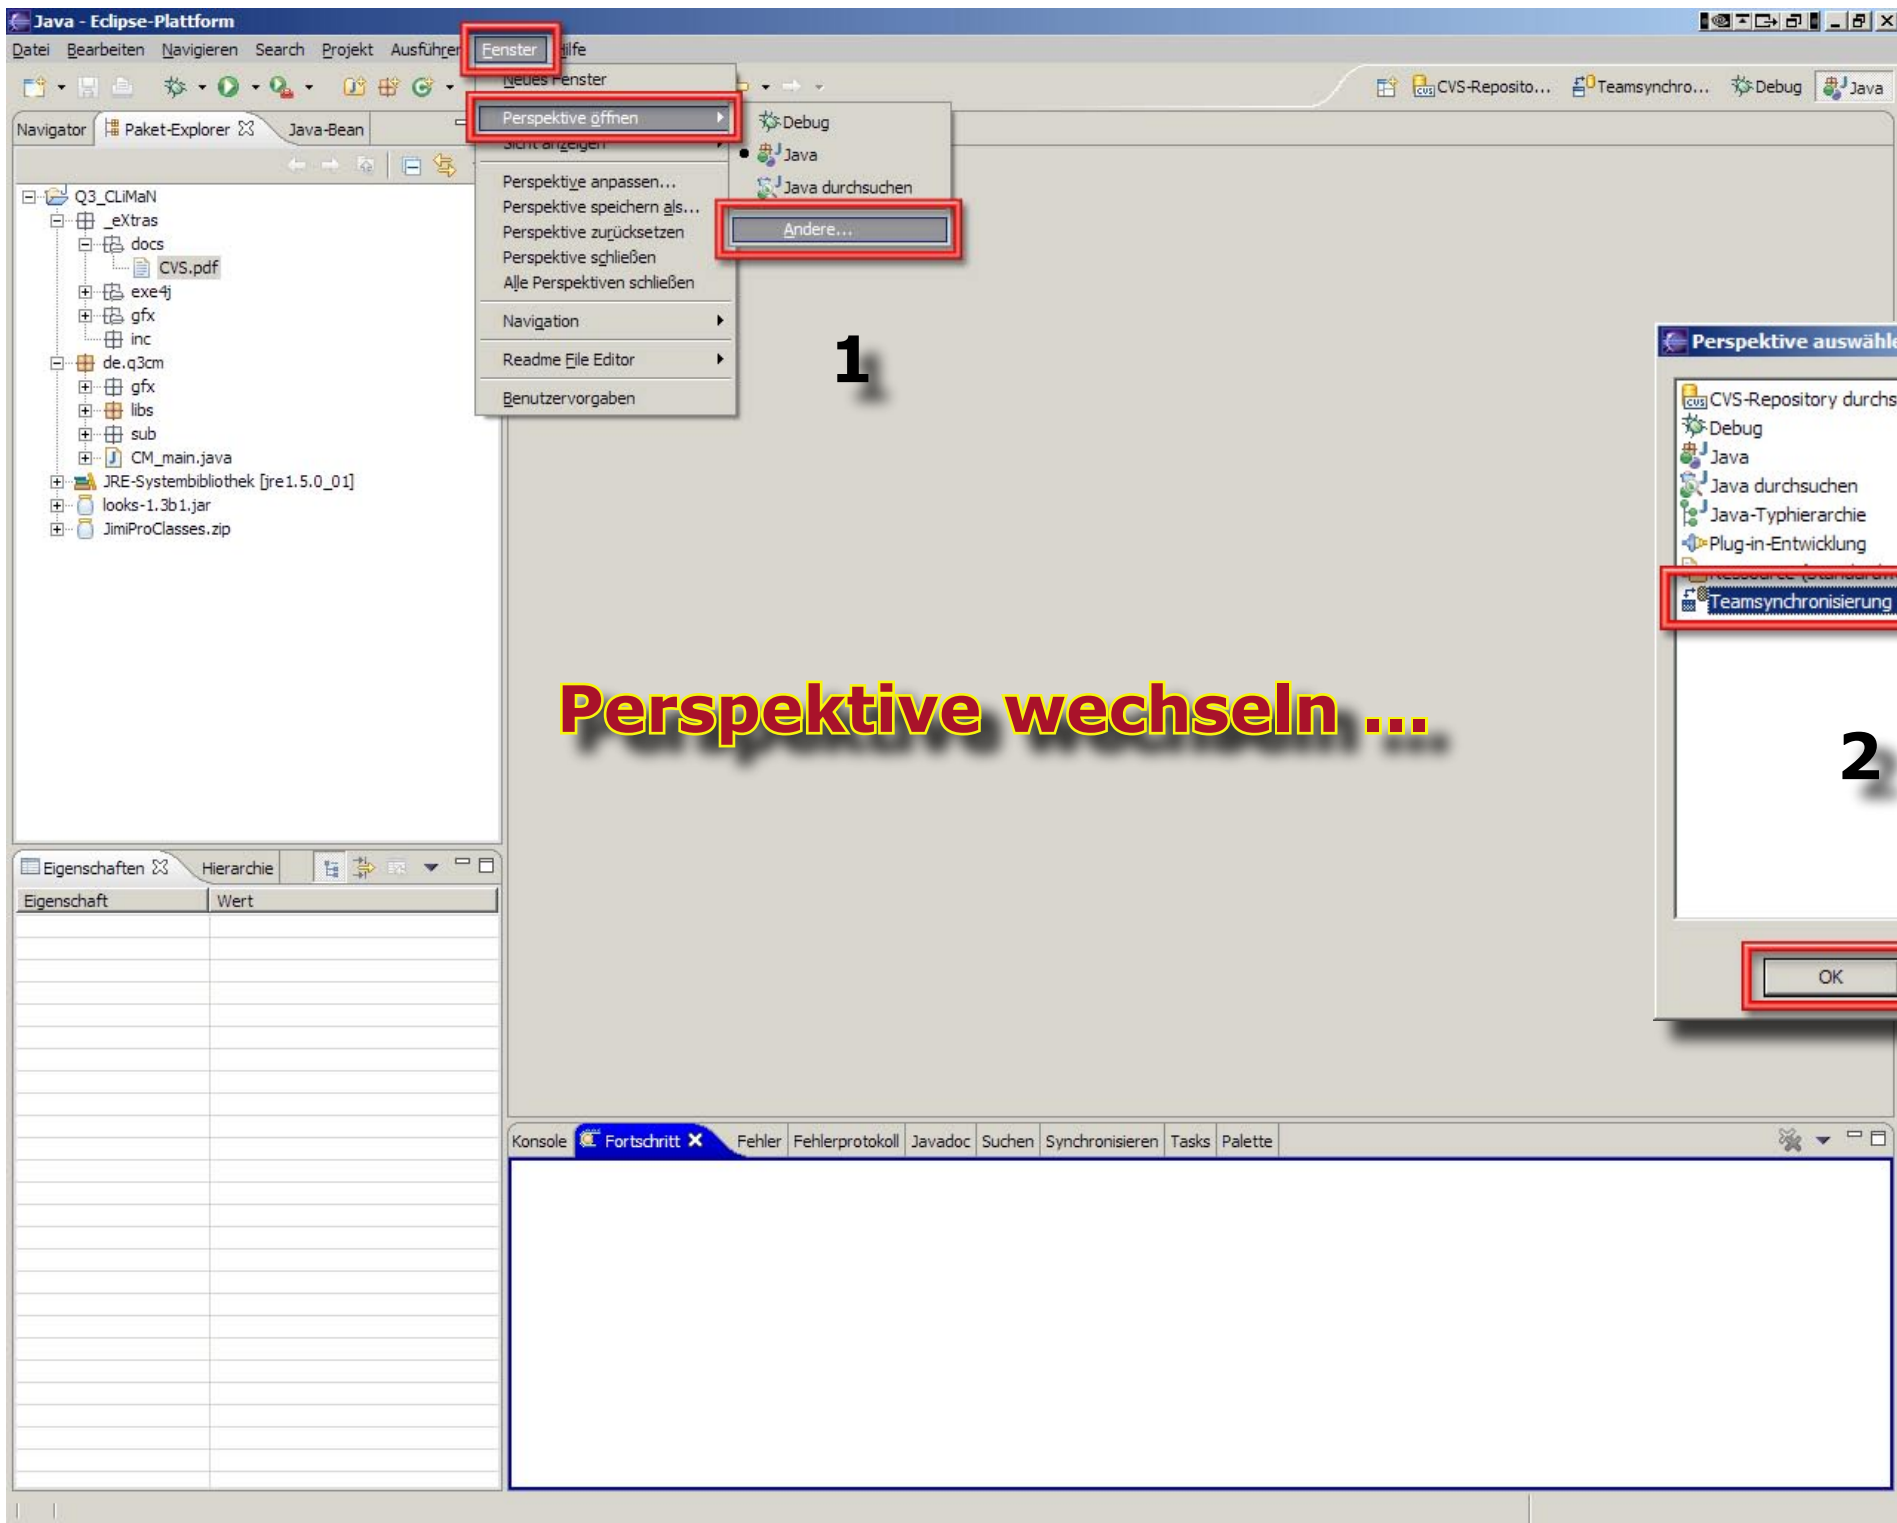 Java - Eclipse-Plattform
Datei Bearbeiten Navigieren Search Projekt Ausführen Fenster Hilfe
CVS-Reposito... Teamsynchro... Debug Java
Navigator Paket-Explorer Java-Bean
Q3_CLiMaN
_eXtras
docs
CVS.pdf
exe4j
gfx
inc
de.q3cm
gfx
libs
sub
CM_main.java
JRE-Systembibliothek [jre1.5.0_01]
looks-1.3b1.jar
JimiProClasses.zip
Neues Fenster
Perspektive öffnen
Sicht anzeigen
Perspektive anpassen...
Perspektive speichern als...
Perspektive zurücksetzen
Perspektive schließen
Alle Perspektiven schließen
Navigation
Readme File Editor
Benutzervorgaben
Debug
Java
Java durchsuchen
Andere...
1
Perspektive auswähle
CVS-Repository durchs
Debug
Java
Java durchsuchen
Java-Typhierarchie
Plug-in-Entwicklung
Teamsynchronisierung
2
OK
Perspektive wechseln ...
Eigenschaften Hierarchie
Eigenschaft Wert
Konsole Fortschritt Fehler Fehlerprotokoll Javadoc Suchen Synchronisieren Tasks Palette